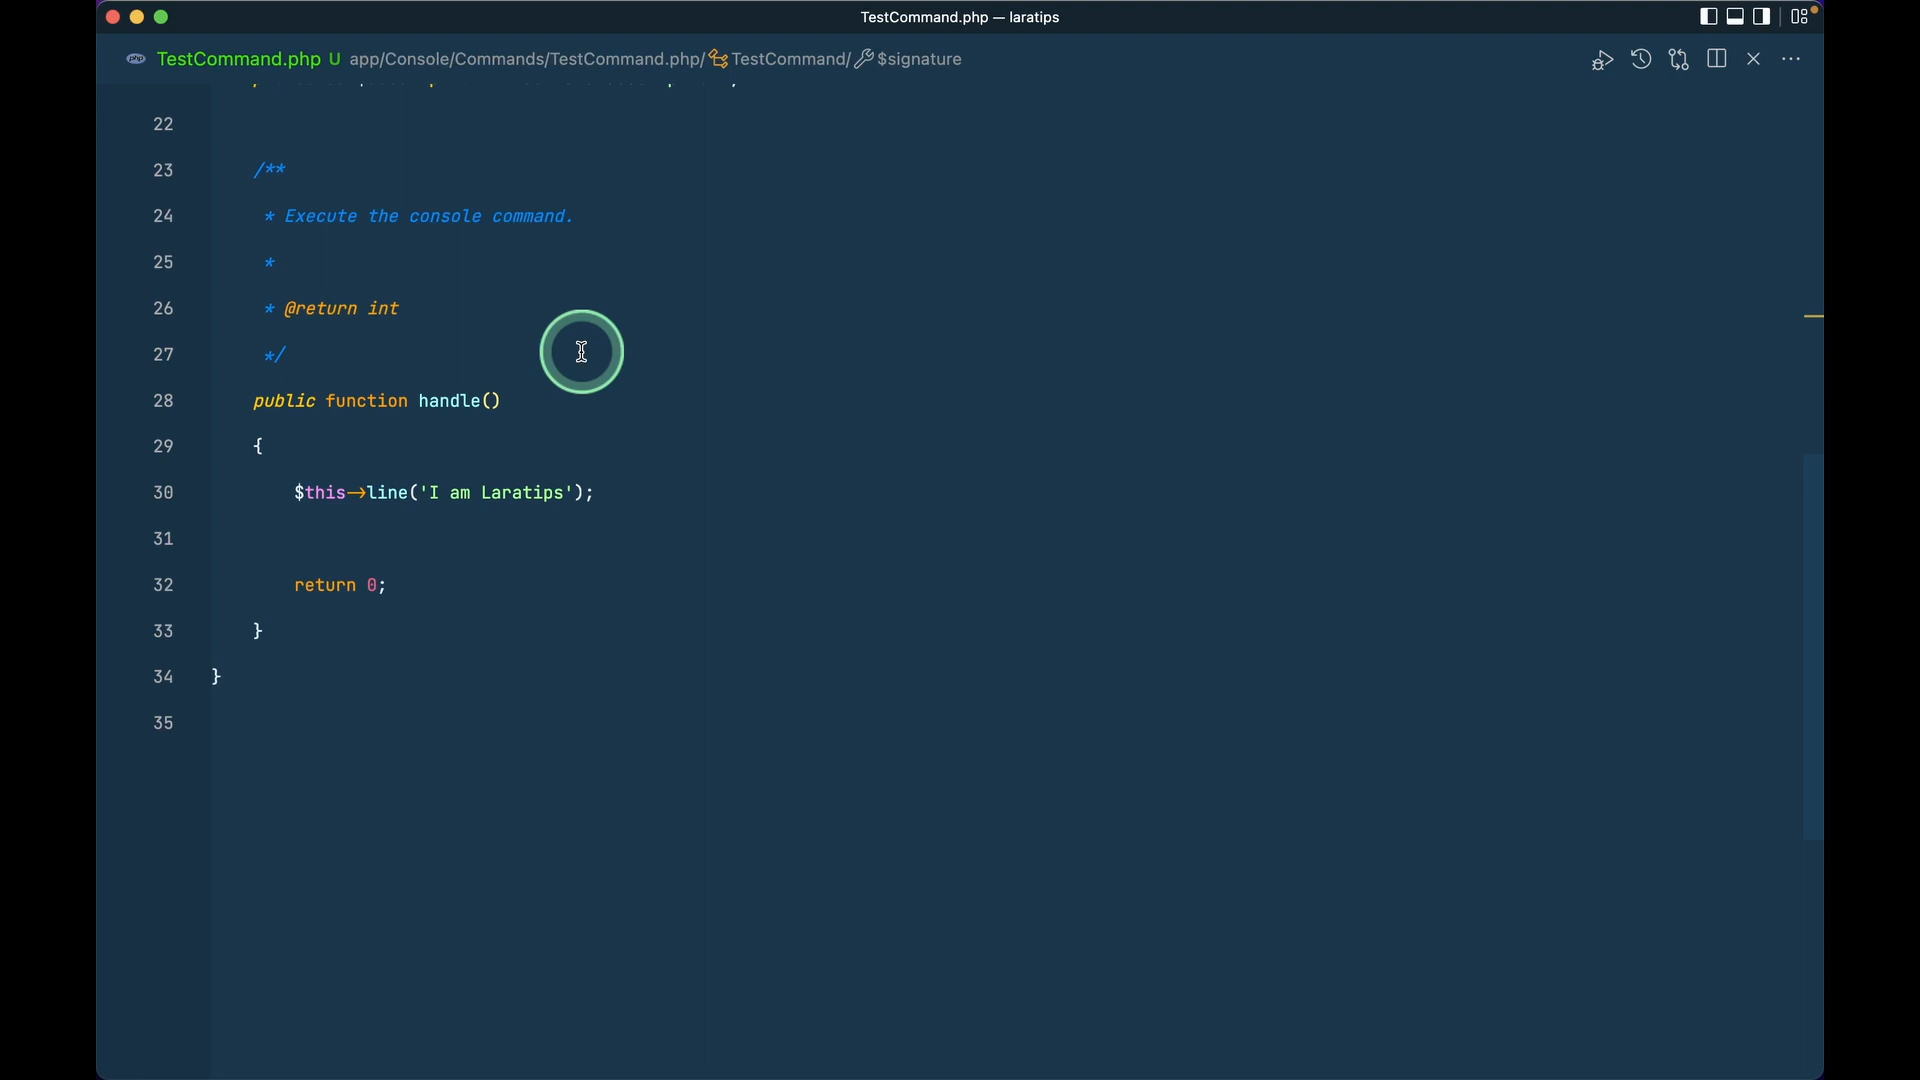 TestCommand.php — laratips
php TestCommand.php U app/Console/Commands/TestCommand.php/ TestCommand/ $signature
22
23 /**
24 * Execute the console command.
25 *
26 * @return int
27 */
28 public function handle()
29 {
30 $this->line('I am Laratips');
31
32 return 0;
33 }
34 }
35